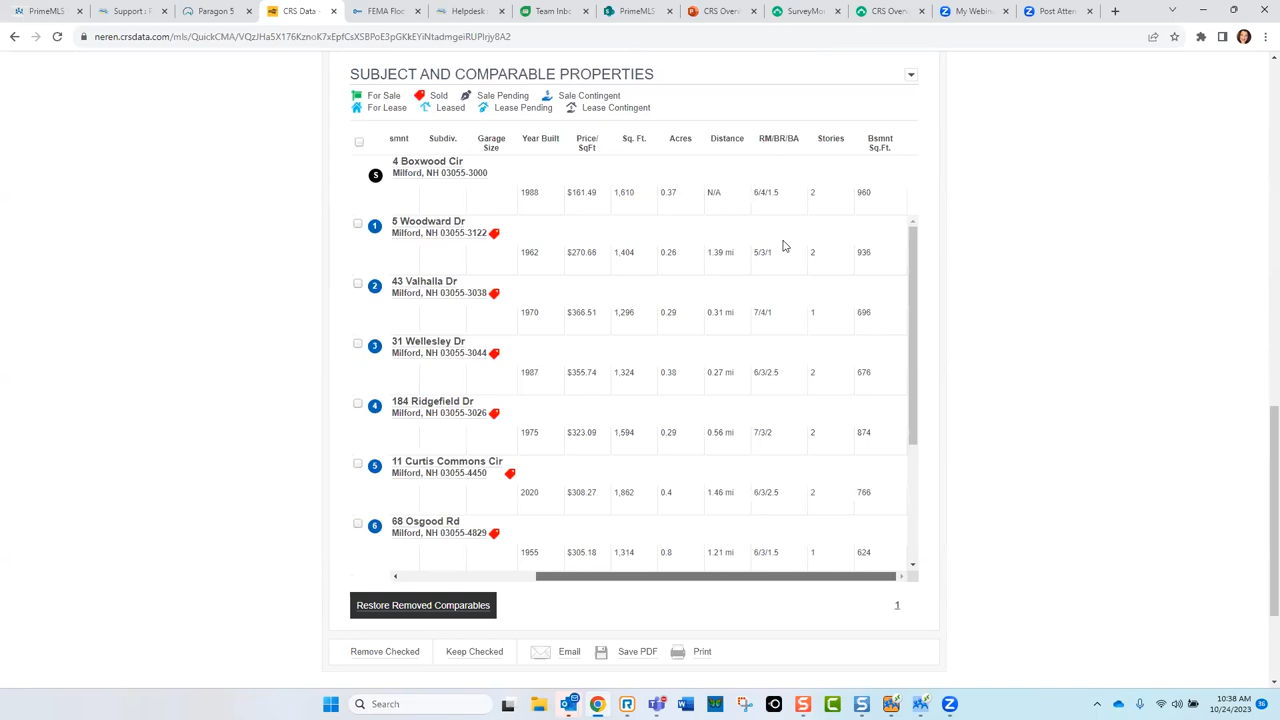 PrimeMLS
Support : F
Paragon 5
CRS Data -
FEMA Floc
Helpdesk -
Team Inbo
PrimeMLS
PrimeMLS
SurveyMo
CRS Over
My Webina
Post Atten
neren.crsdata.com/mls/QuickCMA/VQzJHa5X176KznoK7xEpfCsXSBPoE3pGKkEYiNtadmgeiRUPIrjy8A2
SUBJECT AND COMPARABLE PROPERTIES
For Sale Sold Sale Pending Sale Contingent
For Lease Leased Lease Pending Lease Contingent
smnt Subdiv. Garage Size Year Built Price/ SqFt Sq. Ft. Acres Distance RM/BR/BA Stories Bsmnt Sq.Ft.
4 Boxwood Cir
S Milford, NH 03055-3000
1988 $161.49 1,610 0.37 N/A 6/4/1.5 2 960
1 5 Woodward Dr
Milford, NH 03055-3122
1962 $270.66 1,404 0.26 1.39 mi 5/3/1 2 936
2 43 Valhalla Dr
Milford, NH 03055-3038
1970 $366.51 1,296 0.29 0.31 mi 7/4/1 1 696
3 31 Wellesley Dr
Milford, NH 03055-3044
1987 $355.74 1,324 0.38 0.27 mi 6/3/2.5 2 676
4 184 Ridgefield Dr
Milford, NH 03055-3026
1975 $323.09 1,594 0.29 0.56 mi 7/3/2 2 874
5 11 Curtis Commons Cir
Milford, NH 03055-4450
2020 $308.27 1,862 0.4 1.46 mi 6/3/2.5 2 766
6 68 Osgood Rd
Milford, NH 03055-4829
1955 $305.18 1,314 0.8 1.21 mi 6/3/1.5 1 624
Restore Removed Comparables 1
Remove Checked Keep Checked Email Save PDF Print
Search
10:38 AM
10/24/2023
36